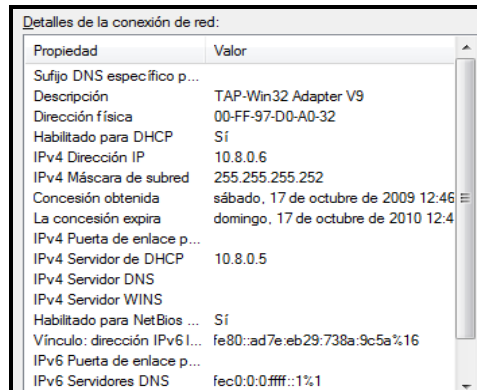 Detalles de la conexión de red:
Propiedad Valor
Sufijo DNS específico p...
Descripción TAP-Win32 Adapter V9
Dirección física 00-FF-97-D0-A0-32
Habilitado para DHCP Sí
IPv4 Dirección IP 10.8.0.6
IPv4 Máscara de subred 255.255.255.252
Concesión obtenida sábado, 17 de octubre de 2009 12:46
La concesión expira domingo, 17 de octubre de 2010 12:4
IPv4 Puerta de enlace p...
IPv4 Servidor de DHCP 10.8.0.5
IPv4 Servidor DNS
IPv4 Servidor WINS
Habilitado para NetBios ... Sí
Vínculo: dirección IPv6 l... fe80::ad7e:eb29:738a:9c5a%16
IPv6 Puerta de enlace p...
IPv6 Servidores DNS fec0:0:0:ffff::1%1